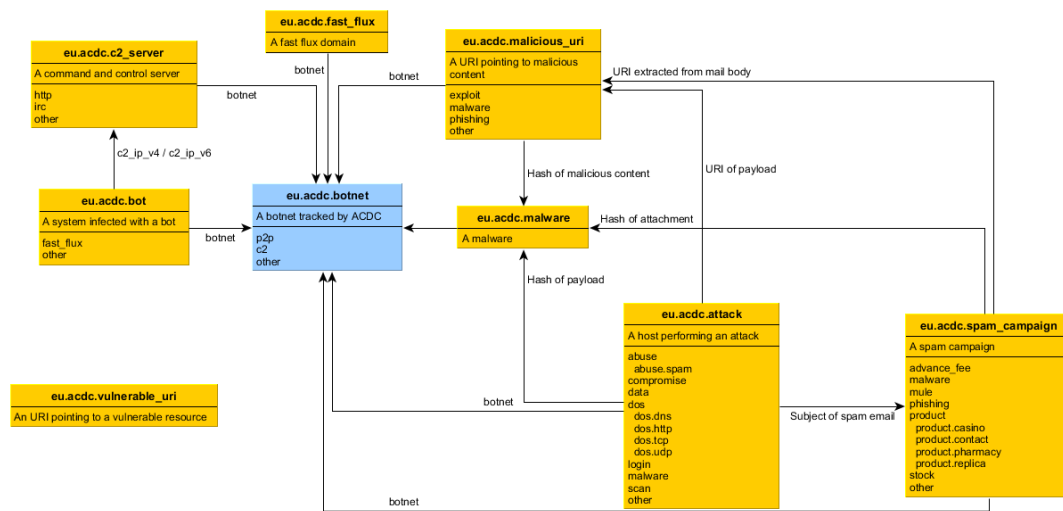 eu.acdc.fast_flux
A fast flux domain
eu.acdc.c2_server
A command and control server
http
irc
other
eu.acdc.malicious_uri
A URI pointing to malicious
content
exploit
malware
phishing
other
botnet
botnet
botnet
URI extracted from mail body
c2_ip_v4 / c2_ip_v6
URI of payload
Hash of malicious content
eu.acdc.bot
A system infected with a bot
fast_flux
other
botnet
eu.acdc.botnet
A botnet tracked by ACDC
p2p
c2
other
eu.acdc.malware
A malware
Hash of attachment
Hash of payload
eu.acdc.attack
A host performing an attack
abuse
abuse.spam
compromise
data
dos
dos.dns
dos.http
dos.tcp
dos.udp
login
malware
scan
other
eu.acdc.spam_campaign
A spam campaign
advance_fee
malware
mule
phishing
product
product.casino
product.contact
product.pharmacy
product.replica
stock
other
eu.acdc.vulnerable_uri
An URI pointing to a vulnerable resource
botnet
Subject of spam email
botnet